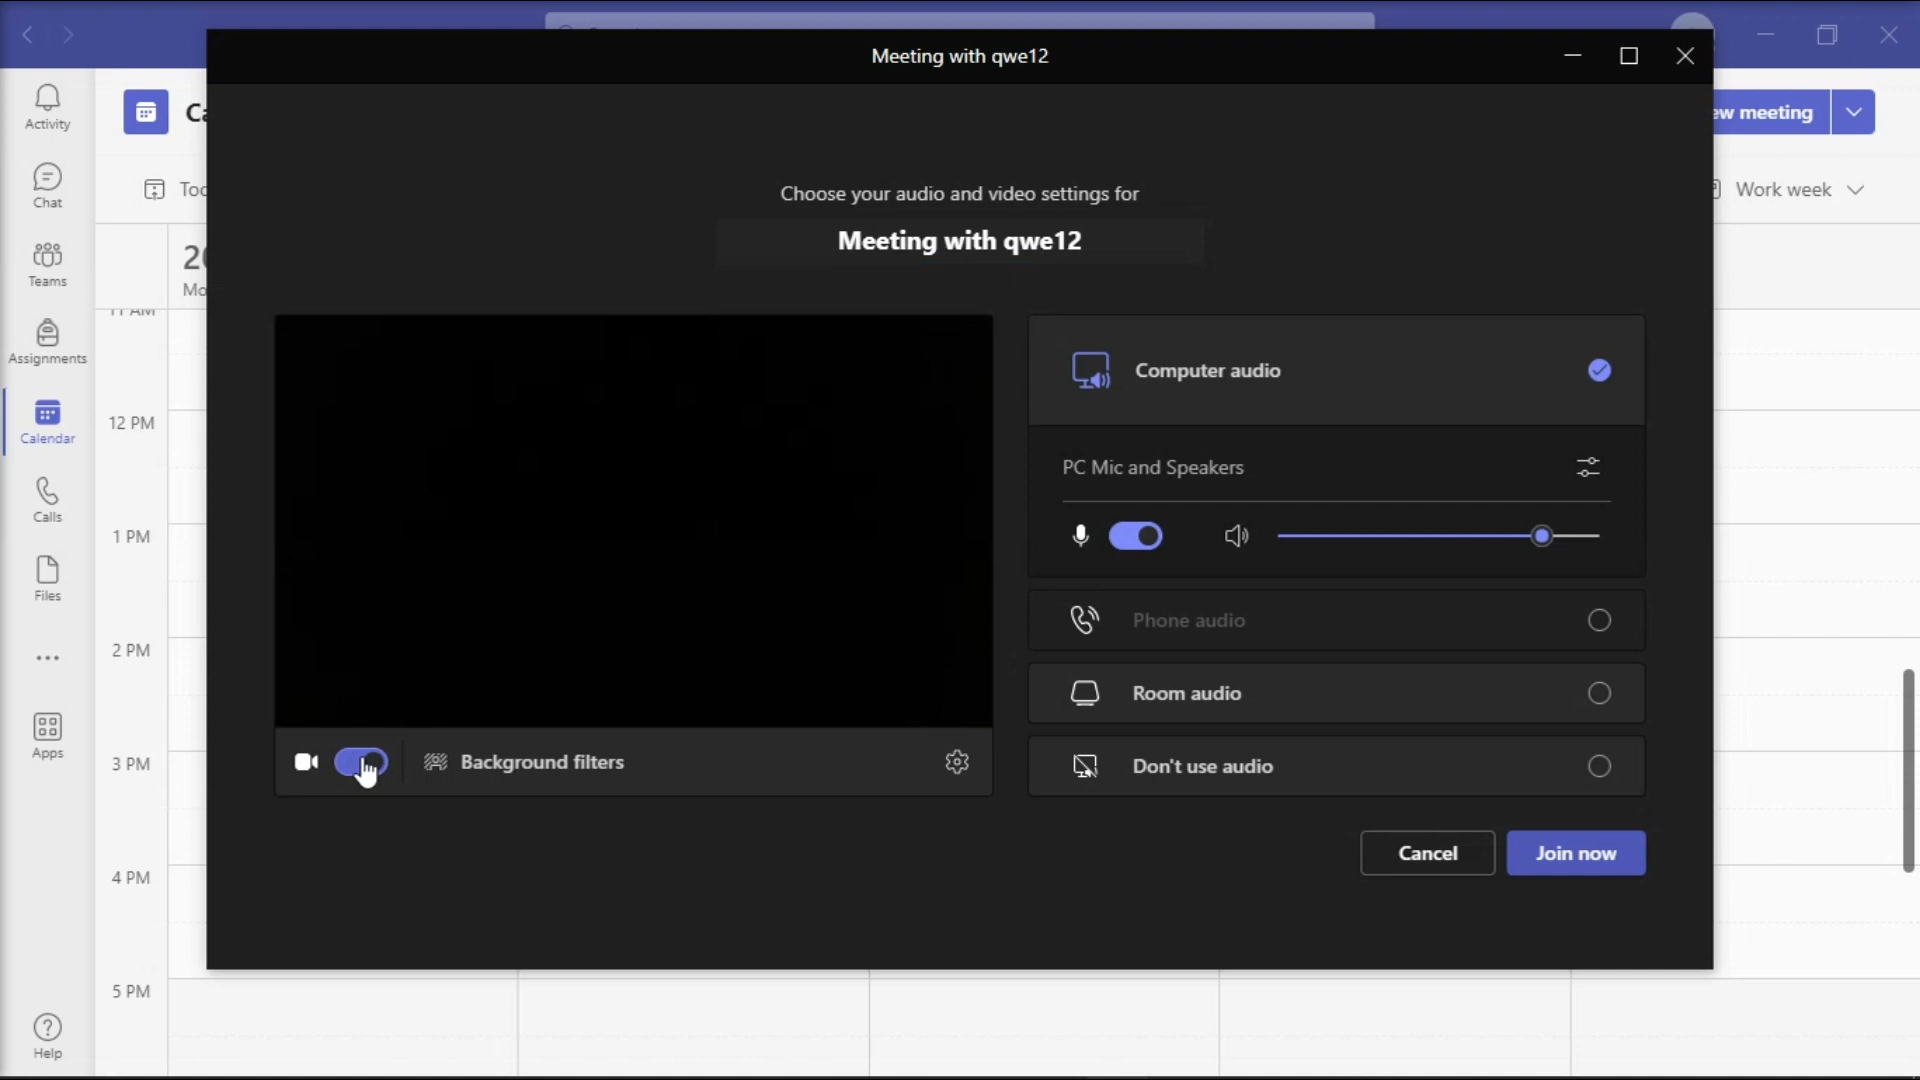 Meeting with qwe12
Activity
ew meeting
Chat
Work week
Choose your audio and video settings for
Meeting with qwe12
Teams
Assignments
Computer audio
12 PM
Calendar
PC Mic and Speakers
Calls
1 PM
Files
Phone audio
2 PM
Room audio
Apps
3 PM
Background filters
Don't use audio
Cancel
Join now
4 PM
5 PM
Help